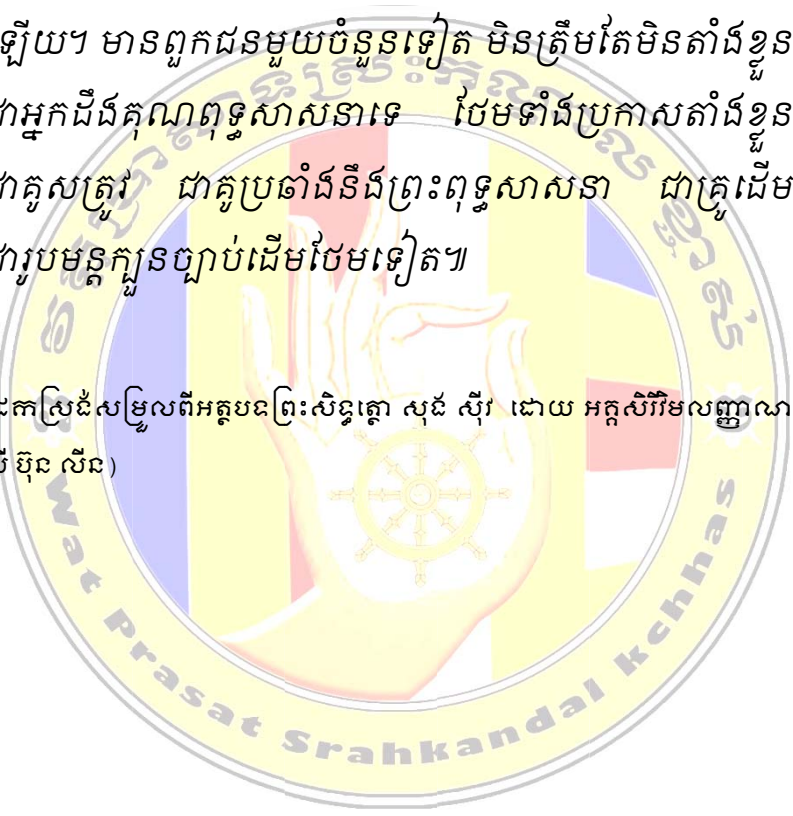 ឡើយ។ មានពួកជនមួយចំនួនទៀត មិនត្រឹមតែមិនតាំងខ្លួន
ជាអ្នកដឹងគុណពុទ្ធសាសនាទេ ថែមទាំងប្រកាសតាំងខ្លួន
ជាគូសត្រូវ ជាគូប្រឆាំងនឹងព្រះពុទ្ធសាសនា ជាគ្រូដើម
ជារូបមន្តក្បួនច្បាប់ដើមថែមទៀត៕
ដកស្រង់សម្រួលពីអត្ថបទព្រះសិទ្ធត្ថោ សុង ស៊ីវ ដោយ អគ្គសិរីវិមលញ្ញាណ
ប៊ុន លីន)
Wat Prasat Srahkandal kchhas